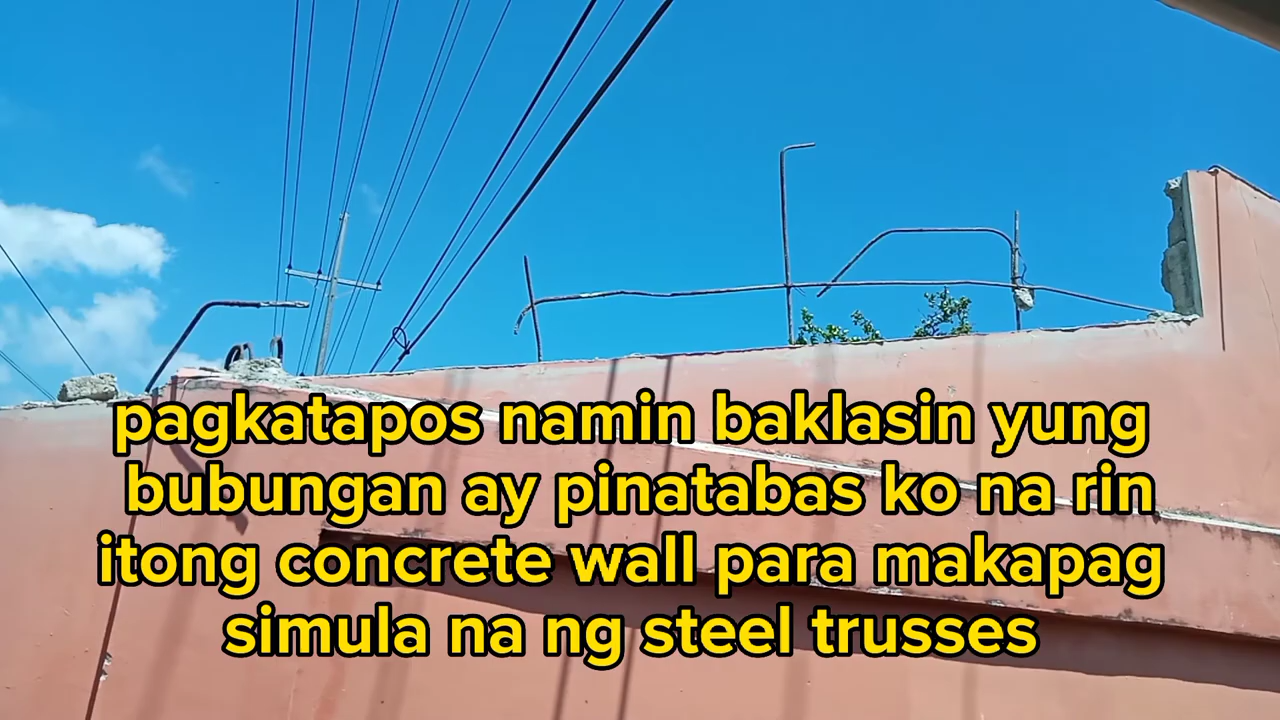 pagkatapos namin baklasin yung
bubungan ay pinatabas ko na rin
itong concrete wall para makapag
simula na ng steel trusses